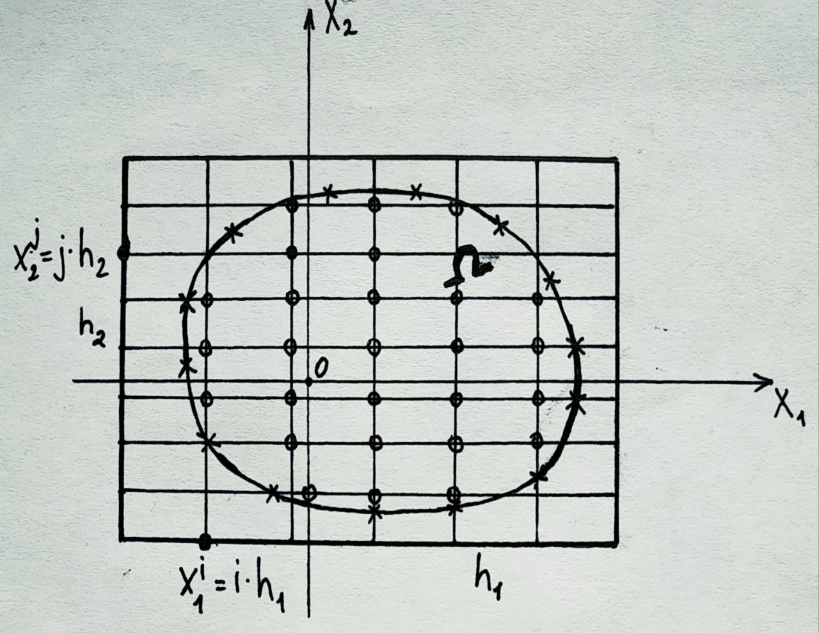 X₂
x₂ʲ = j·h₂
Ω
h₂
0
X₁
x₁ⁱ = i·h₁
h₁